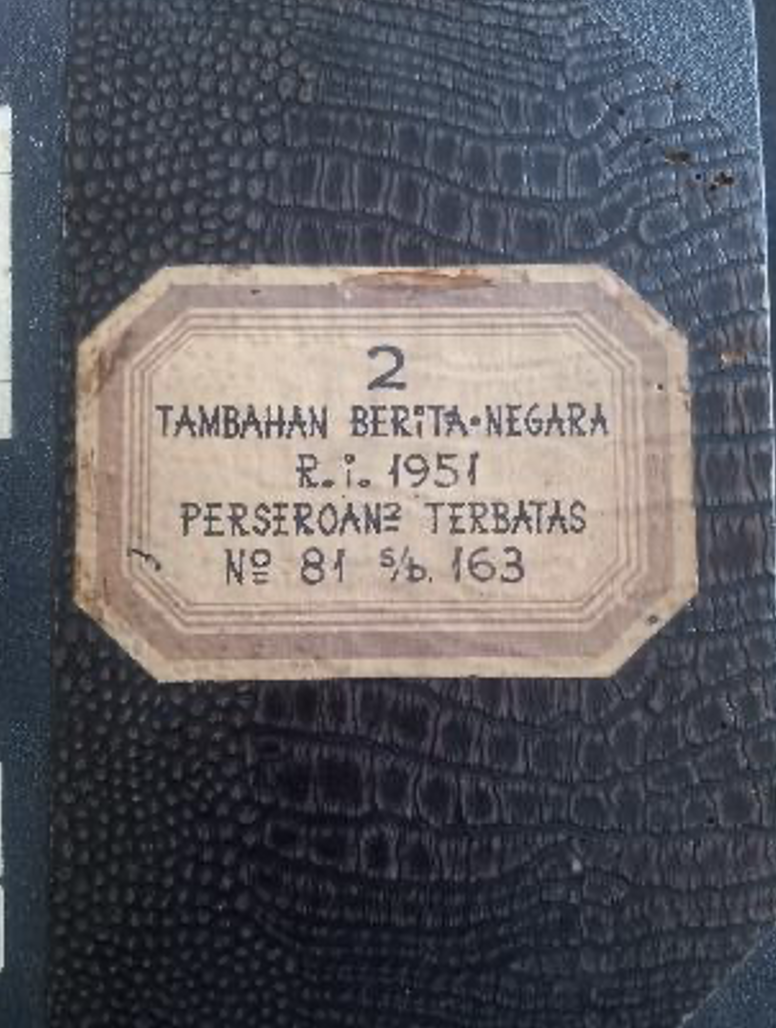 2
TAMBAHAN BERiTA-NEGARA
R.i. 1951
PERSEROAN2 TERBATAS
Nº 81 s/b. 163